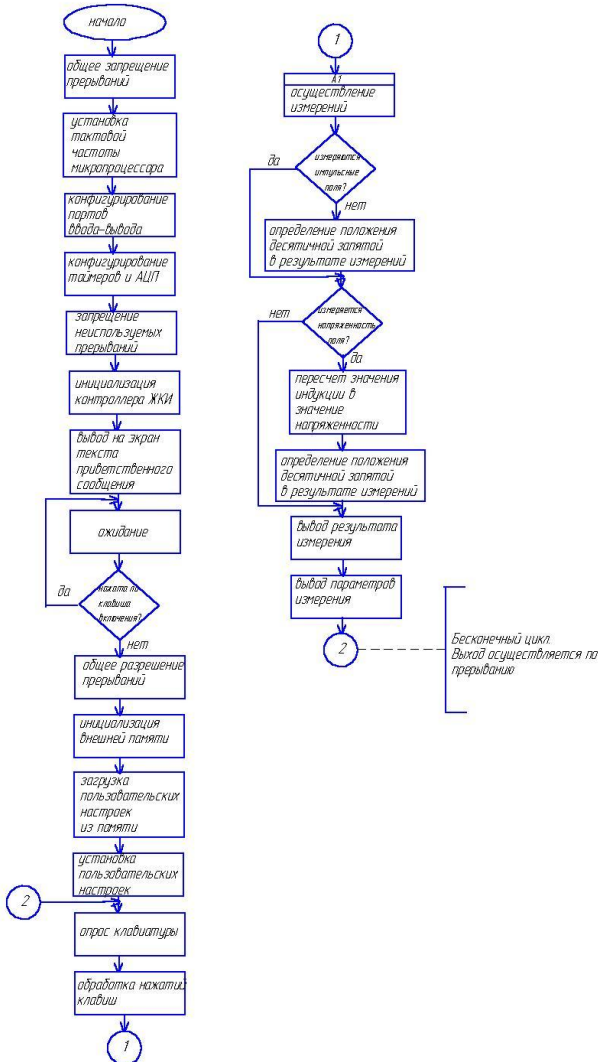 начала
общее запрещение
прерываний
установка
тактовой
частоты
микропроцессора
конфигурирование
портов
ввода-вывода
конфигурирование
таймеров и АЦП
запрещение
неиспользуемых
прерываний
инициализация
контроллера ЖКИ
вывод на экран
текста
приветственного
сообщения
ожидание
да
нажата ли
клавиша
включения?
нет
общее разрешение
прерываний
инициализация
внешней памяти
загрузка
пользовательских
настроек
из памяти
установка
пользовательских
настроек
2
опрос клавиатуры
обработка нажатий
клавиш
1
1
А1
осуществление
измерений
да
измеряются
импульсные
поля?
нет
определение положения
десятичной запятой
в результате измерений
нет
измеряется
напряженность
поля?
да
пересчет значения
индукции в
значение
напряженности
определение положения
десятичной запятой
в результате измерений
вывод результата
измерения
вывод параметров
измерения
2
Бесконечный цикл.
Выход осуществляется по
прерыванию